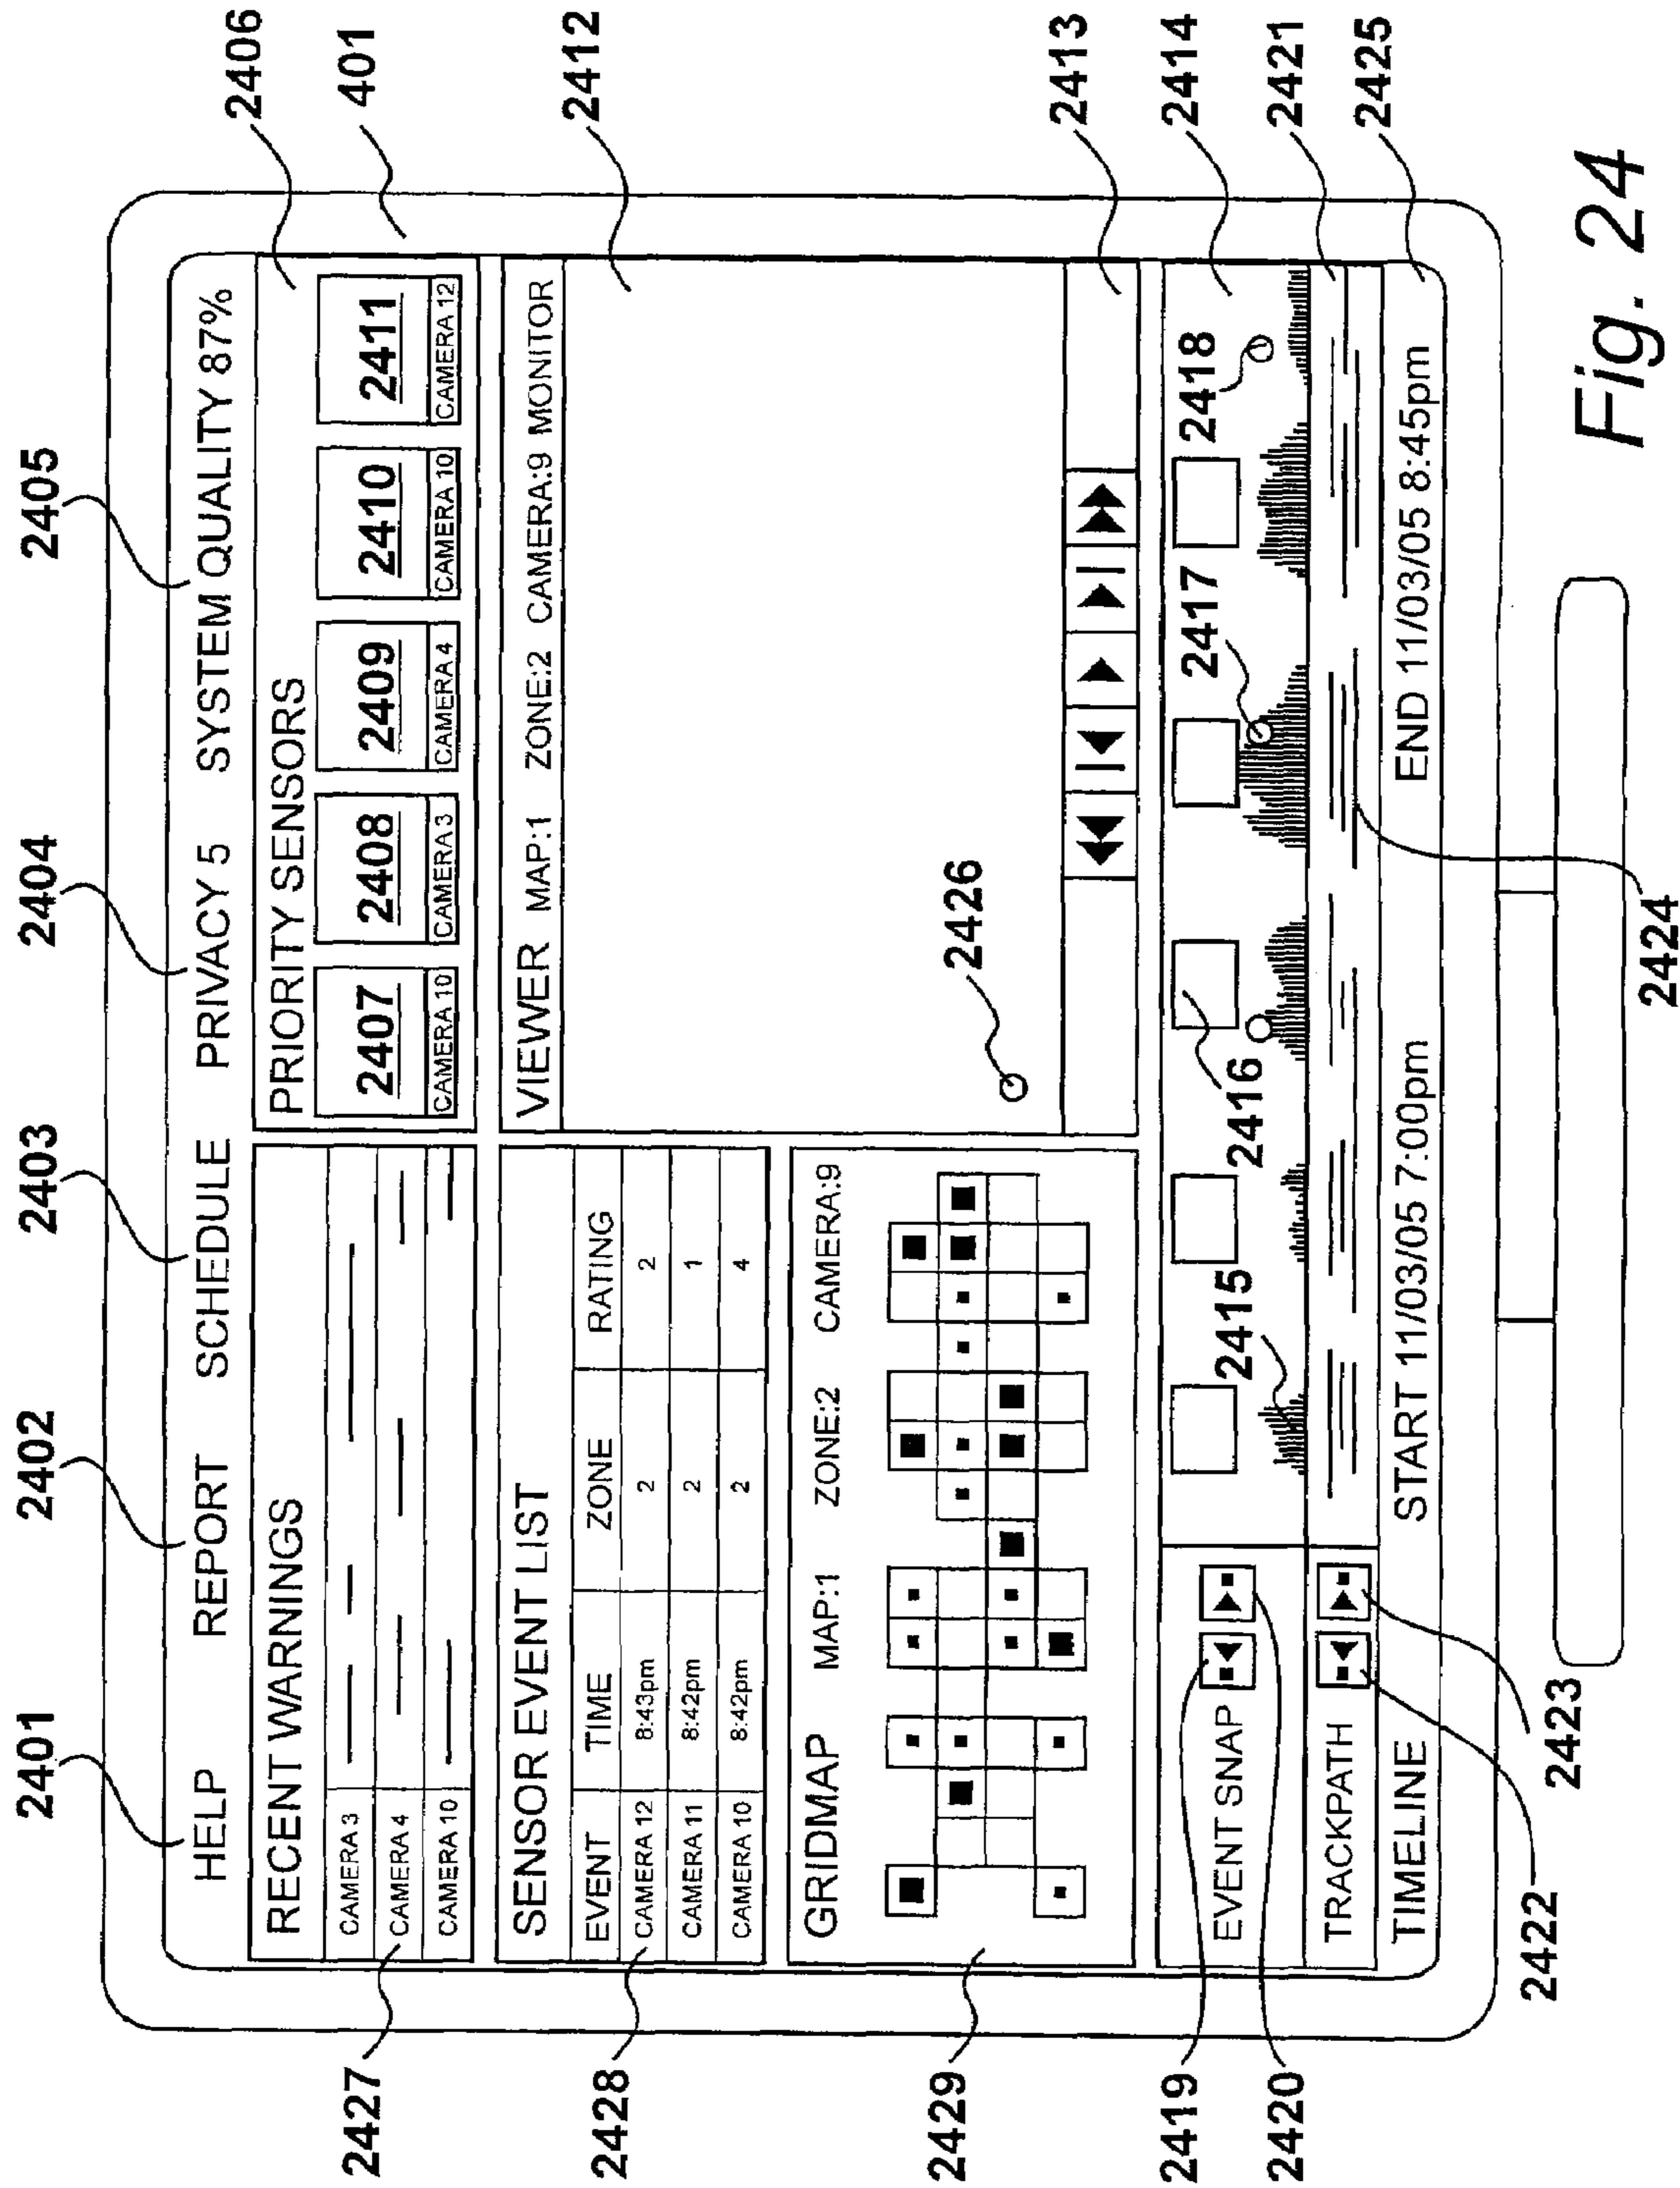 2401 2402 2403 2404 2405
HELP REPORT SCHEDULE PRIVACY 5 SYSTEM QUALITY 87%
2406
401
RECENT WARNINGS
CAMERA 3
CAMERA 4
CAMERA 10
2427
PRIORITY SENSORS
2407 2408 2409 2410 2411
CAMERA 10 CAMERA 3 CAMERA 4 CAMERA 10 CAMERA 12
SENSOR EVENT LIST
EVENT TIME ZONE RATING
CAMERA 12 8:43pm 2 2
CAMERA 11 8:42pm 2 1
CAMERA 10 8:42pm 2 4
2428
VIEWER MAP:1 ZONE:2 CAMERA:9 MONITOR
2412
2426
2413
GRIDMAP MAP:1 ZONE:2 CAMERA:9
2429
EVENT SNAP
2414
2415 2416 2417 2418
2419
2420
TRACKPATH
2421
TIMELINE START 11/03/05 7:00pm END 11/03/05 8:45pm
2425
2422 2423 2424
Fig. 24